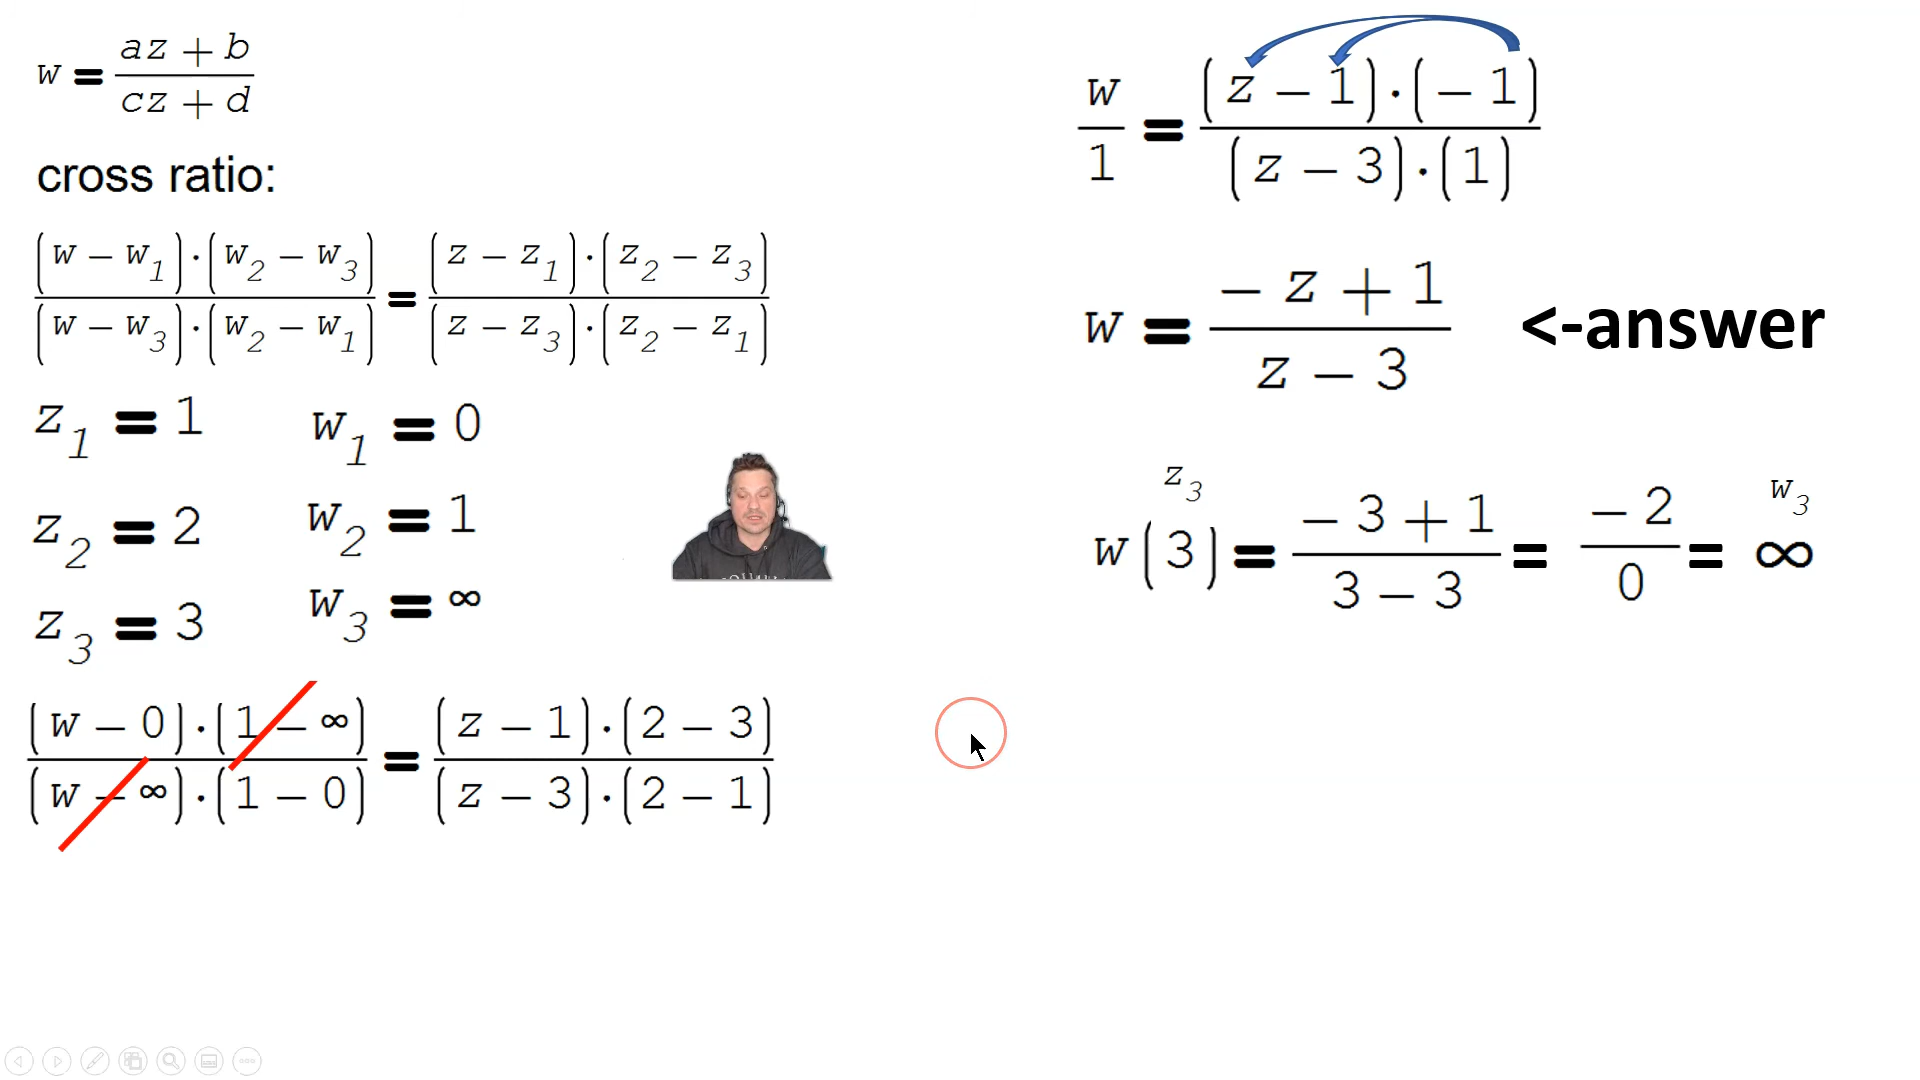 w = (az + b)/(cz + d)
cross ratio:
((w − w₁)·(w₂ − w₃))/((w − w₃)·(w₂ − w₁)) = ((z − z₁)·(z₂ − z₃))/((z − z₃)·(z₂ − z₁))
z₁ = 1 w₁ = 0
z₂ = 2 w₂ = 1
z₃ = 3 w₃ = ∞
((w − 0)·(1 − ∞))/((w − ∞)·(1 − 0)) = ((z − 1)·(2 − 3))/((z − 3)·(2 − 1))
w/1 = ((z − 1)·(−1))/((z − 3)·(1))
w = (−z + 1)/(z − 3) <-answer
z₃ w₃
w(3) = (−3 + 1)/(3 − 3) = −2/0 = ∞